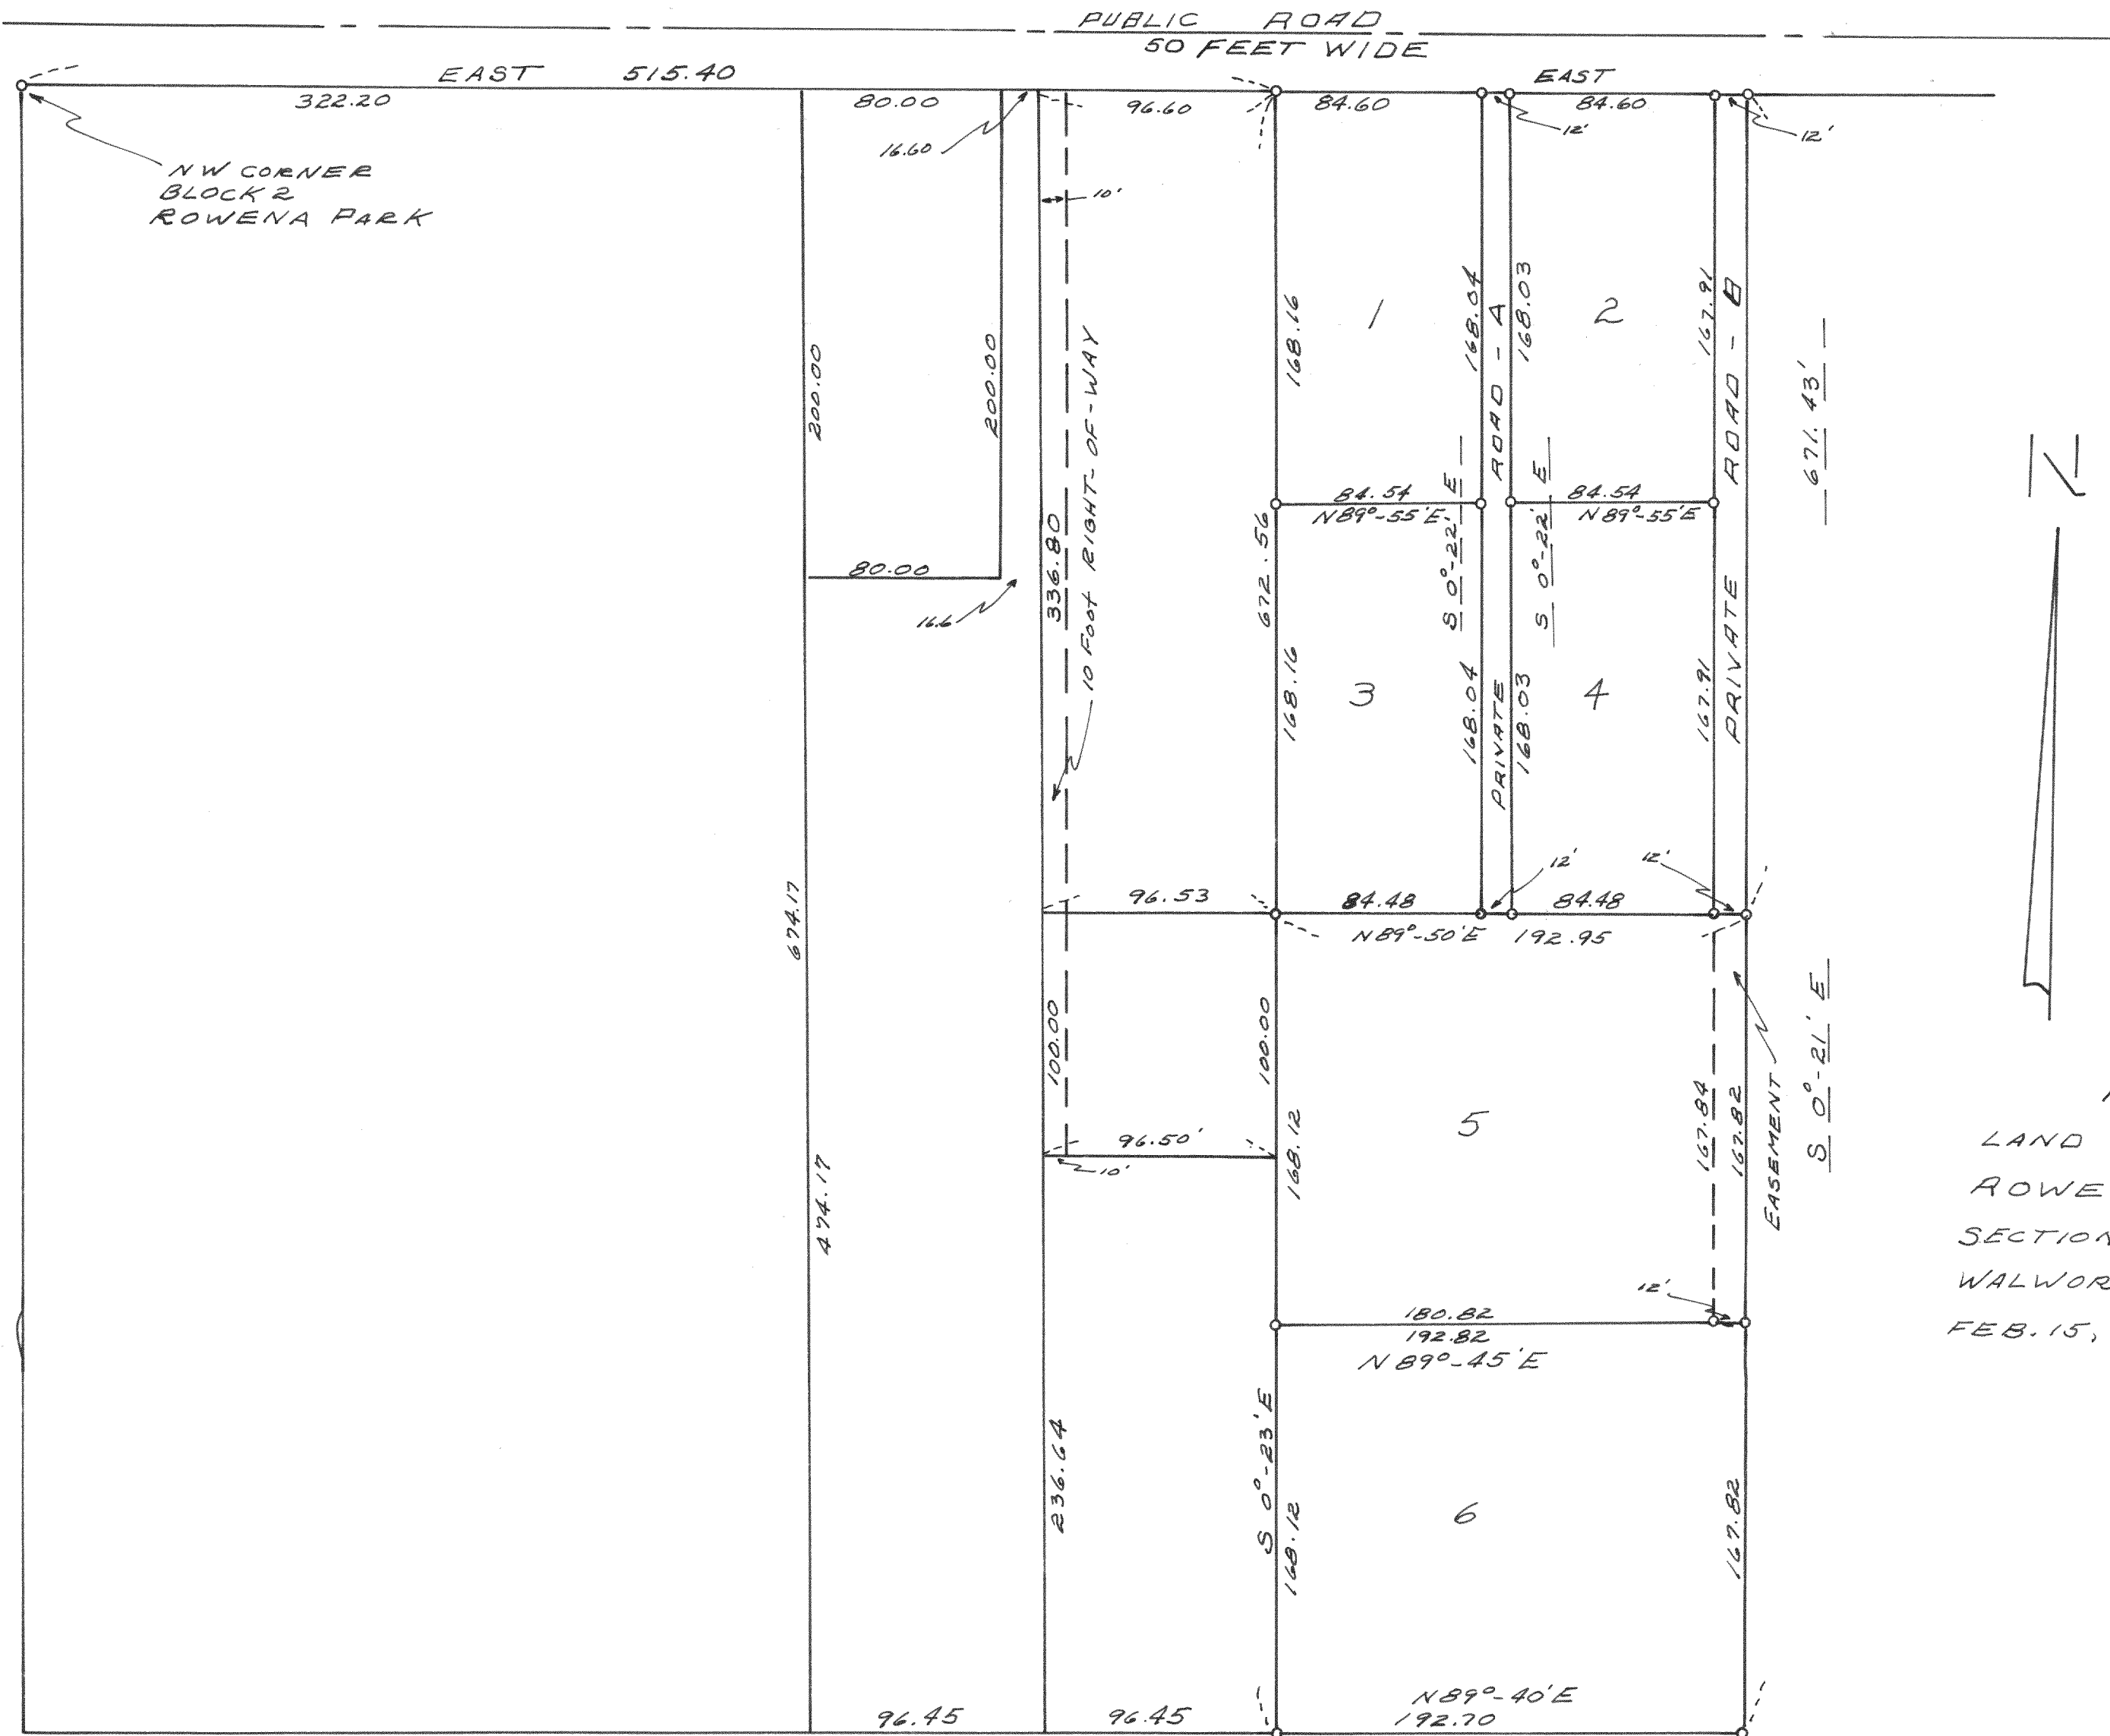 PUBLIC ROAD
50 FEET WIDE
EAST 515.40
EAST
322.20
80.00
96.60
84.60
84.60
12'
12'
16.60
NW CORNER
BLOCK 2
ROWENA PARK
10'
200.00
200.00
336.80
10 FOOT RIGHT-OF-WAY
168.16
1
168.04
PRIVATE ROAD - A
168.03
2
167.91
PRIVATE ROAD - B
671.43'
N
84.54
N89°-55'E
S 0°-22' E
S 0°-22' E
84.54
N89°-55'E
80.00
16.6
672.56
168.16
3
168.04
168.03
4
167.91
12'
12'
674.17
96.53
84.48
84.48
N89°-50'E 192.95
100.00
100.00
168.12
5
167.84
167.82
EASEMENT
S 0°-21' E
LAND
ROWE
SECTION
WALWOR
FEB. 15,
96.50'
10'
474.17
12'
180.82
192.82
N89°-45'E
236.64
S 0°-23'E
168.12
6
167.82
96.45
96.45
N89°-40'E
192.70